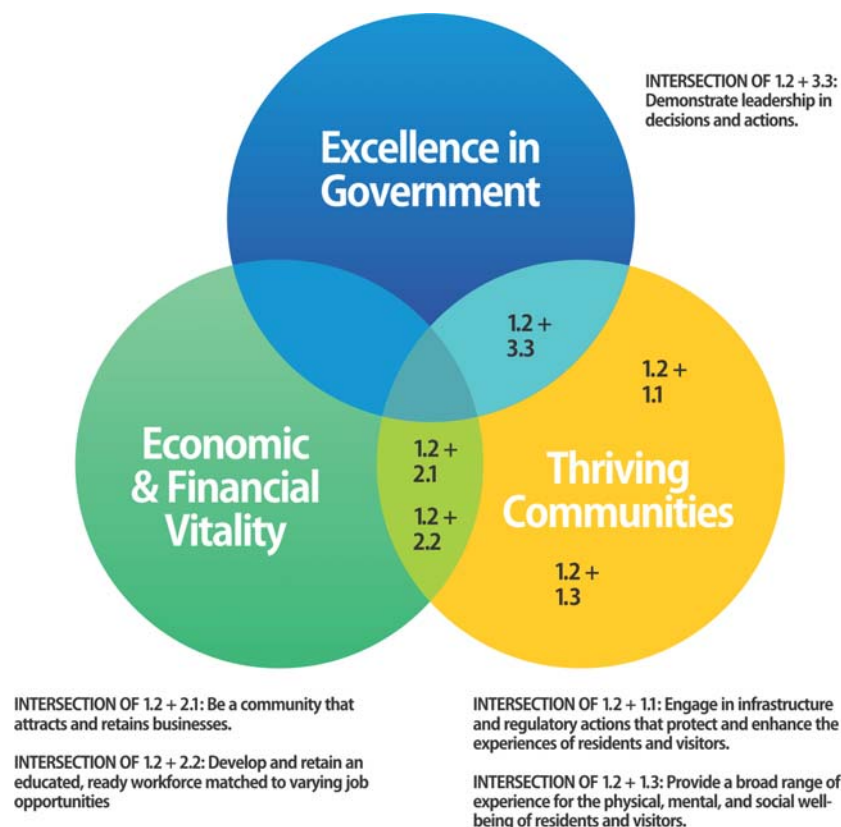 INTERSECTION OF 1.2 + 3.3:
Demonstrate leadership in
decisions and actions.
Excellence in
Government
1.2 +
3.3
1.2 +
1.1
Economic
& Financial
Vitality
1.2 +
2.1
1.2 +
2.2
Thriving
Communities
1.2 +
1.3
INTERSECTION OF 1.2 + 2.1: Be a community that
attracts and retains businesses.
INTERSECTION OF 1.2 + 2.2: Develop and retain an
educated, ready workforce matched to varying job
opportunities
INTERSECTION OF 1.2 + 1.1: Engage in infrastructure
and regulatory actions that protect and enhance the
experiences of residents and visitors.
INTERSECTION OF 1.2 + 1.3: Provide a broad range of
experience for the physical, mental, and social well-
being of residents and visitors.